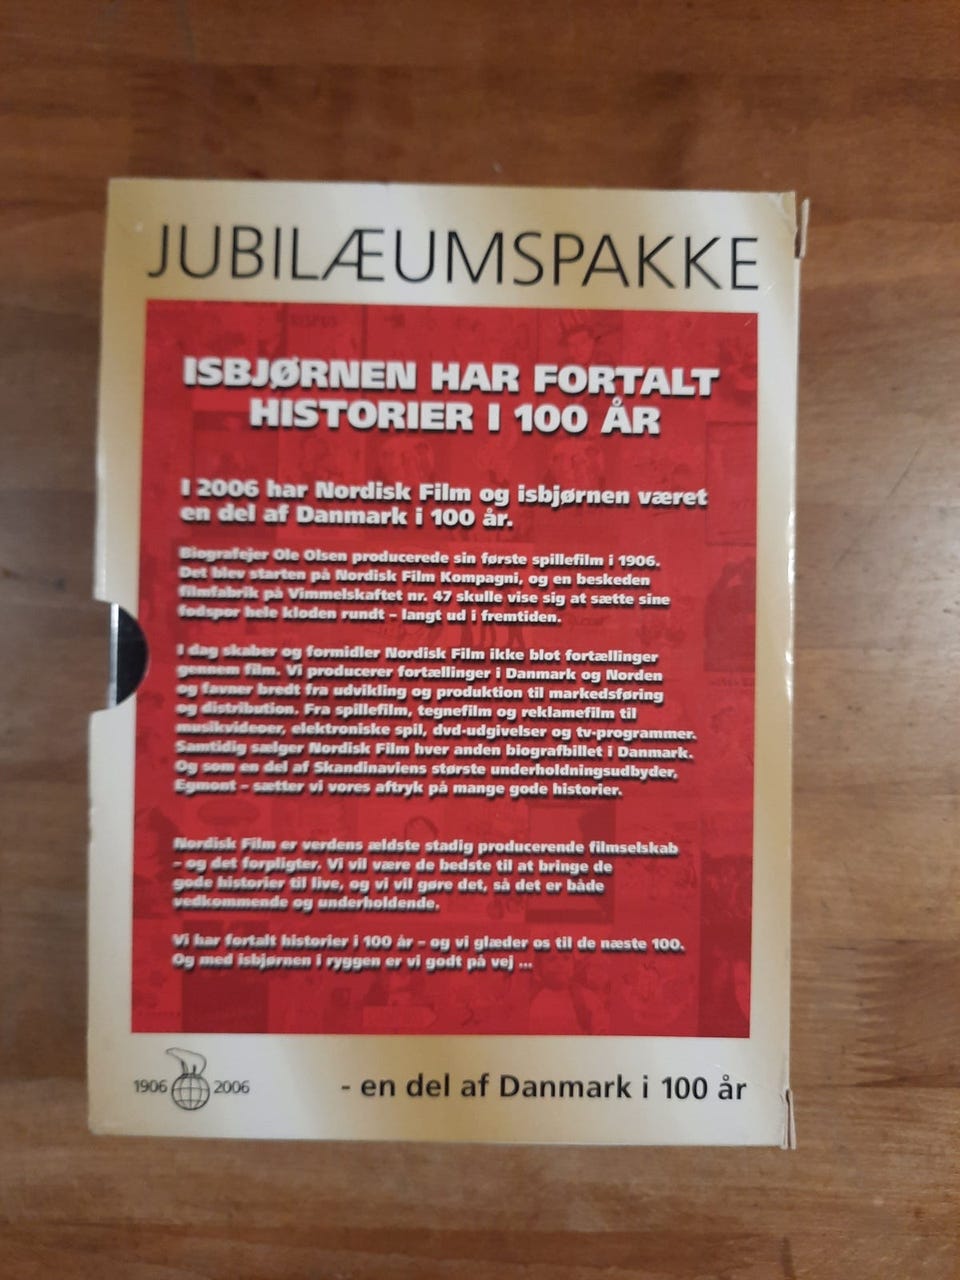 JUBILÆUMSPAKKE
ISBJØRNEN HAR FORTALT
HISTORIER I 100 ÅR
I 2006 har Nordisk Film og isbjørnen været
en del af Danmark i 100 år.
Biografejer Ole Olsen producerede sin første spillefilm i 1906.
Det blev starten på Nordisk Film Kompagni, og en beskeden
filmfabrik på Vimmelskaftet nr. 47 skulle vise sig at sætte sine
fodspor hele kloden rundt – langt ud i fremtiden.
I dag skaber og formidler Nordisk Film ikke blot fortællinger
gennem film. Vi producerer fortællinger i Danmark og Norden
og favner bredt fra udvikling og produktion til markedsføring
og distribution. Fra spillefilm, tegnefilm og reklamefilm til
musikvideoer, elektroniske spil, dvd-udgivelser og tv-programmer.
Samtidig sælger Nordisk Film hver anden biografbillet i Danmark.
Og som en del af Skandinaviens største underholdningsudbyder,
Egmont – sætter vi vores aftryk på mange gode historier.
Nordisk Film er verdens ældste stadig producerende filmselskab
– og det forpligter. Vi vil være de bedste til at bringe de
gode historier til live, og vi vil gøre det, så det er både
vedkommende og underholdende.
Vi har fortalt historier i 100 år – og vi glæder os til de næste 100.
Og med isbjørnen i ryggen er vi godt på vej ...
1906 2006
- en del af Danmark i 100 år